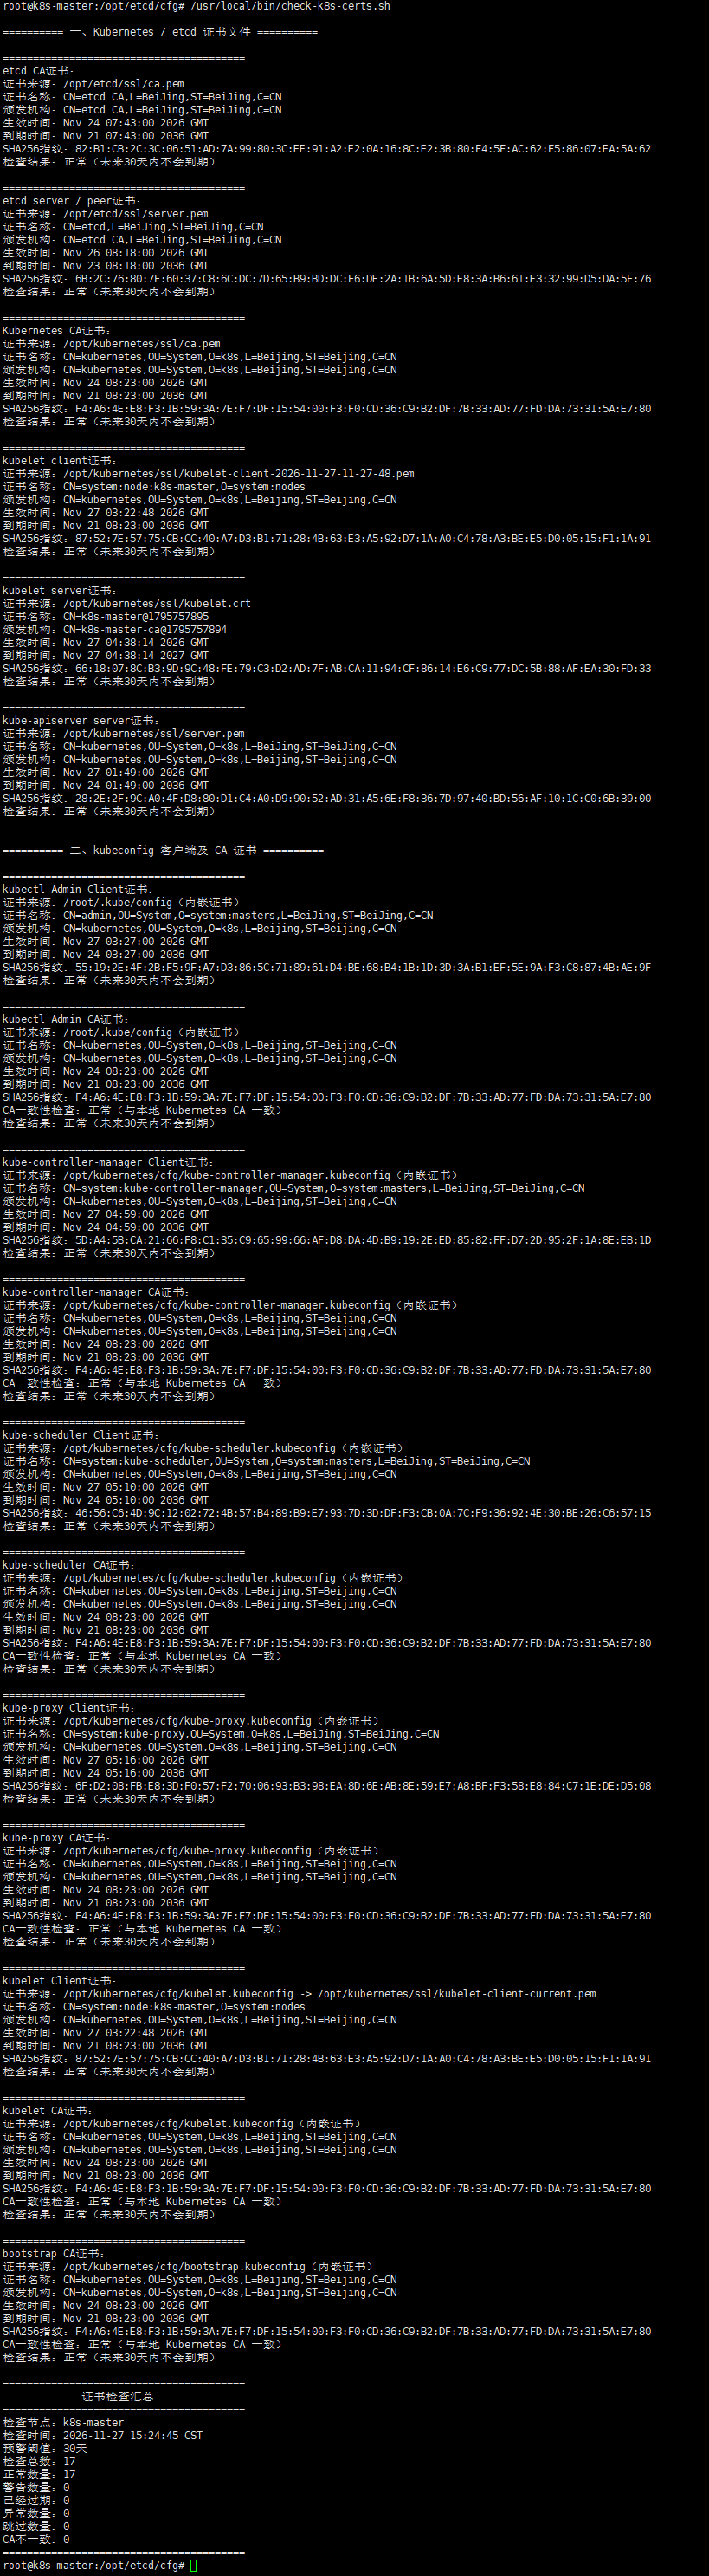 root@k8s-master:/opt/etcd/cfg# /usr/local/bin/check-k8s-certs.sh
========== 一、Kubernetes / etcd 证书文件 ==========
========================================
etcd CA证书：
证书来源：/opt/etcd/ssl/ca.pem
证书名称：CN=etcd CA,L=BeiJing,ST=BeiJing,C=CN
颁发机构：CN=etcd CA,L=BeiJing,ST=BeiJing,C=CN
生效时间：Nov 24 07:43:00 2026 GMT
到期时间：Nov 21 07:43:00 2036 GMT
SHA256指纹：82:B1:CB:2C:3C:06:51:AD:7A:99:80:3C:EE:91:A2:E2:0A:16:8C:E2:3B:80:F4:5F:AC:62:F5:86:07:EA:5A:62
检查结果：正常（未来30天内不会到期）
========================================
etcd server / peer证书：
证书来源：/opt/etcd/ssl/server.pem
证书名称：CN=etcd,L=BeiJing,ST=BeiJing,C=CN
颁发机构：CN=etcd CA,L=BeiJing,ST=BeiJing,C=CN
生效时间：Nov 26 08:18:00 2026 GMT
到期时间：Nov 23 08:18:00 2036 GMT
SHA256指纹：6B:2C:76:80:7F:60:37:C8:6C:DC:7D:65:B9:BD:DC:F6:DE:2A:1B:6A:5D:E8:3A:B6:61:E3:32:99:D5:DA:5F:76
检查结果：正常（未来30天内不会到期）
========================================
Kubernetes CA证书：
证书来源：/opt/kubernetes/ssl/ca.pem
证书名称：CN=kubernetes,OU=System,O=k8s,L=Beijing,ST=Beijing,C=CN
颁发机构：CN=kubernetes,OU=System,O=k8s,L=Beijing,ST=Beijing,C=CN
生效时间：Nov 24 08:23:00 2026 GMT
到期时间：Nov 21 08:23:00 2036 GMT
SHA256指纹：F4:A6:4E:E8:F3:1B:59:3A:7E:F7:DF:15:54:00:F3:F0:CD:36:C9:B2:DF:7B:33:AD:77:FD:DA:73:31:5A:E7:80
检查结果：正常（未来30天内不会到期）
========================================
kubelet client证书：
证书来源：/opt/kubernetes/ssl/kubelet-client-2026-11-27-11-27-48.pem
证书名称：CN=system:node:k8s-master,O=system:nodes
颁发机构：CN=kubernetes,OU=System,O=k8s,L=Beijing,ST=Beijing,C=CN
生效时间：Nov 27 03:22:48 2026 GMT
到期时间：Nov 21 08:23:00 2036 GMT
SHA256指纹：87:52:7E:57:75:CB:CC:40:A7:D3:B1:71:28:4B:63:E3:A5:92:D7:1A:A0:C4:78:A3:BE:E5:D0:05:15:F1:1A:91
检查结果：正常（未来30天内不会到期）
========================================
kubelet server证书：
证书来源：/opt/kubernetes/ssl/kubelet.crt
证书名称：CN=k8s-master@1795757895
颁发机构：CN=k8s-master-ca@1795757894
生效时间：Nov 27 04:38:14 2026 GMT
到期时间：Nov 27 04:38:14 2027 GMT
SHA256指纹：66:18:07:8C:B3:9D:9C:48:FE:79:C3:D2:AD:7F:AB:CA:11:94:CF:86:14:E6:C9:77:DC:5B:88:AF:EA:30:FD:33
检查结果：正常（未来30天内不会到期）
========================================
kube-apiserver server证书：
证书来源：/opt/kubernetes/ssl/server.pem
证书名称：CN=kubernetes,OU=System,O=k8s,L=BeiJing,ST=BeiJing,C=CN
颁发机构：CN=kubernetes,OU=System,O=k8s,L=Beijing,ST=Beijing,C=CN
生效时间：Nov 27 01:49:00 2026 GMT
到期时间：Nov 24 01:49:00 2036 GMT
SHA256指纹：28:2E:2F:9C:A0:4F:D8:80:D1:C4:A0:D9:90:52:AD:31:A5:6E:F8:36:7D:97:40:BD:56:AF:10:1C:C0:6B:39:00
检查结果：正常（未来30天内不会到期）
========== 二、kubeconfig 客户端及 CA 证书 ==========
========================================
kubectl Admin Client证书：
证书来源：/root/.kube/config（内嵌证书）
证书名称：CN=admin,OU=System,O=system:masters,L=BeiJing,ST=BeiJing,C=CN
颁发机构：CN=kubernetes,OU=System,O=k8s,L=Beijing,ST=Beijing,C=CN
生效时间：Nov 27 03:27:00 2026 GMT
到期时间：Nov 24 03:27:00 2036 GMT
SHA256指纹：55:19:2E:4F:2B:F5:9F:A7:D3:86:5C:71:89:61:D4:BE:68:B4:1B:1D:3D:3A:B1:EF:5E:9A:F3:C8:87:4B:AE:9F
检查结果：正常（未来30天内不会到期）
========================================
kubectl Admin CA证书：
证书来源：/root/.kube/config（内嵌证书）
证书名称：CN=kubernetes,OU=System,O=k8s,L=Beijing,ST=Beijing,C=CN
颁发机构：CN=kubernetes,OU=System,O=k8s,L=Beijing,ST=Beijing,C=CN
生效时间：Nov 24 08:23:00 2026 GMT
到期时间：Nov 21 08:23:00 2036 GMT
SHA256指纹：F4:A6:4E:E8:F3:1B:59:3A:7E:F7:DF:15:54:00:F3:F0:CD:36:C9:B2:DF:7B:33:AD:77:FD:DA:73:31:5A:E7:80
CA一致性检查：正常（与本地 Kubernetes CA 一致）
检查结果：正常（未来30天内不会到期）
========================================
kube-controller-manager Client证书：
证书来源：/opt/kubernetes/cfg/kube-controller-manager.kubeconfig（内嵌证书）
证书名称：CN=system:kube-controller-manager,OU=System,O=system:masters,L=BeiJing,ST=BeiJing,C=CN
颁发机构：CN=kubernetes,OU=System,O=k8s,L=Beijing,ST=Beijing,C=CN
生效时间：Nov 27 04:59:00 2026 GMT
到期时间：Nov 24 04:59:00 2036 GMT
SHA256指纹：5D:A4:5B:CA:21:66:F8:C1:35:C9:65:99:66:AF:D8:DA:4D:B9:19:2E:ED:85:82:FF:D7:2D:95:2F:1A:8E:EB:1D
检查结果：正常（未来30天内不会到期）
========================================
kube-controller-manager CA证书：
证书来源：/opt/kubernetes/cfg/kube-controller-manager.kubeconfig（内嵌证书）
证书名称：CN=kubernetes,OU=System,O=k8s,L=Beijing,ST=Beijing,C=CN
颁发机构：CN=kubernetes,OU=System,O=k8s,L=Beijing,ST=Beijing,C=CN
生效时间：Nov 24 08:23:00 2026 GMT
到期时间：Nov 21 08:23:00 2036 GMT
SHA256指纹：F4:A6:4E:E8:F3:1B:59:3A:7E:F7:DF:15:54:00:F3:F0:CD:36:C9:B2:DF:7B:33:AD:77:FD:DA:73:31:5A:E7:80
CA一致性检查：正常（与本地 Kubernetes CA 一致）
检查结果：正常（未来30天内不会到期）
========================================
kube-scheduler Client证书：
证书来源：/opt/kubernetes/cfg/kube-scheduler.kubeconfig（内嵌证书）
证书名称：CN=system:kube-scheduler,OU=System,O=system:masters,L=BeiJing,ST=BeiJing,C=CN
颁发机构：CN=kubernetes,OU=System,O=k8s,L=Beijing,ST=Beijing,C=CN
生效时间：Nov 27 05:10:00 2026 GMT
到期时间：Nov 24 05:10:00 2036 GMT
SHA256指纹：46:56:C6:4D:9C:12:02:72:4B:57:B4:89:B9:E7:93:7D:3D:DF:F3:CB:0A:7C:F9:36:92:4E:30:BE:26:C6:57:15
检查结果：正常（未来30天内不会到期）
========================================
kube-scheduler CA证书：
证书来源：/opt/kubernetes/cfg/kube-scheduler.kubeconfig（内嵌证书）
证书名称：CN=kubernetes,OU=System,O=k8s,L=Beijing,ST=Beijing,C=CN
颁发机构：CN=kubernetes,OU=System,O=k8s,L=Beijing,ST=Beijing,C=CN
生效时间：Nov 24 08:23:00 2026 GMT
到期时间：Nov 21 08:23:00 2036 GMT
SHA256指纹：F4:A6:4E:E8:F3:1B:59:3A:7E:F7:DF:15:54:00:F3:F0:CD:36:C9:B2:DF:7B:33:AD:77:FD:DA:73:31:5A:E7:80
CA一致性检查：正常（与本地 Kubernetes CA 一致）
检查结果：正常（未来30天内不会到期）
========================================
kube-proxy Client证书：
证书来源：/opt/kubernetes/cfg/kube-proxy.kubeconfig（内嵌证书）
证书名称：CN=system:kube-proxy,OU=System,O=k8s,L=BeiJing,ST=BeiJing,C=CN
颁发机构：CN=kubernetes,OU=System,O=k8s,L=Beijing,ST=Beijing,C=CN
生效时间：Nov 27 05:16:00 2026 GMT
到期时间：Nov 24 05:16:00 2036 GMT
SHA256指纹：6F:D2:08:FB:E8:3D:F0:57:F2:70:06:93:B3:98:EA:8D:6E:AB:8E:59:E7:A8:BF:F3:58:E8:84:C7:1E:DE:D5:08
检查结果：正常（未来30天内不会到期）
========================================
kube-proxy CA证书：
证书来源：/opt/kubernetes/cfg/kube-proxy.kubeconfig（内嵌证书）
证书名称：CN=kubernetes,OU=System,O=k8s,L=Beijing,ST=Beijing,C=CN
颁发机构：CN=kubernetes,OU=System,O=k8s,L=Beijing,ST=Beijing,C=CN
生效时间：Nov 24 08:23:00 2026 GMT
到期时间：Nov 21 08:23:00 2036 GMT
SHA256指纹：F4:A6:4E:E8:F3:1B:59:3A:7E:F7:DF:15:54:00:F3:F0:CD:36:C9:B2:DF:7B:33:AD:77:FD:DA:73:31:5A:E7:80
CA一致性检查：正常（与本地 Kubernetes CA 一致）
检查结果：正常（未来30天内不会到期）
========================================
kubelet Client证书：
证书来源：/opt/kubernetes/cfg/kubelet.kubeconfig -> /opt/kubernetes/ssl/kubelet-client-current.pem
证书名称：CN=system:node:k8s-master,O=system:nodes
颁发机构：CN=kubernetes,OU=System,O=k8s,L=Beijing,ST=Beijing,C=CN
生效时间：Nov 27 03:22:48 2026 GMT
到期时间：Nov 21 08:23:00 2036 GMT
SHA256指纹：87:52:7E:57:75:CB:CC:40:A7:D3:B1:71:28:4B:63:E3:A5:92:D7:1A:A0:C4:78:A3:BE:E5:D0:05:15:F1:1A:91
检查结果：正常（未来30天内不会到期）
========================================
kubelet CA证书：
证书来源：/opt/kubernetes/cfg/kubelet.kubeconfig（内嵌证书）
证书名称：CN=kubernetes,OU=System,O=k8s,L=Beijing,ST=Beijing,C=CN
颁发机构：CN=kubernetes,OU=System,O=k8s,L=Beijing,ST=Beijing,C=CN
生效时间：Nov 24 08:23:00 2026 GMT
到期时间：Nov 21 08:23:00 2036 GMT
SHA256指纹：F4:A6:4E:E8:F3:1B:59:3A:7E:F7:DF:15:54:00:F3:F0:CD:36:C9:B2:DF:7B:33:AD:77:FD:DA:73:31:5A:E7:80
CA一致性检查：正常（与本地 Kubernetes CA 一致）
检查结果：正常（未来30天内不会到期）
========================================
bootstrap CA证书：
证书来源：/opt/kubernetes/cfg/bootstrap.kubeconfig（内嵌证书）
证书名称：CN=kubernetes,OU=System,O=k8s,L=Beijing,ST=Beijing,C=CN
颁发机构：CN=kubernetes,OU=System,O=k8s,L=Beijing,ST=Beijing,C=CN
生效时间：Nov 24 08:23:00 2026 GMT
到期时间：Nov 21 08:23:00 2036 GMT
SHA256指纹：F4:A6:4E:E8:F3:1B:59:3A:7E:F7:DF:15:54:00:F3:F0:CD:36:C9:B2:DF:7B:33:AD:77:FD:DA:73:31:5A:E7:80
CA一致性检查：正常（与本地 Kubernetes CA 一致）
检查结果：正常（未来30天内不会到期）
========================================
证书检查汇总
========================================
检查节点：k8s-master
检查时间：2026-11-27 15:24:45 CST
预警阈值：30天
检查总数：17
正常数量：17
警告数量：0
已经过期：0
异常数量：0
跳过数量：0
CA不一致：0
========================================
root@k8s-master:/opt/etcd/cfg#